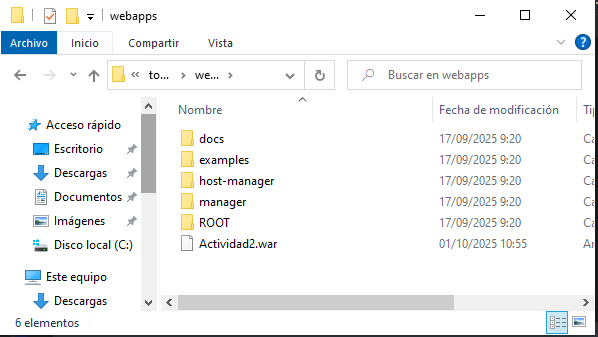 webapps
Archivo Inicio Compartir Vista
to... we... Buscar en webapps
Nombre Fecha de modificación Tip
Acceso rápido
Escritorio
Descargas
Documentos
Imágenes
Disco local (C:)
Este equipo
Descargas
docs 17/09/2025 9:20 Ca
examples 17/09/2025 9:20 Ca
host-manager 17/09/2025 9:20 Ca
manager 17/09/2025 9:20 Ca
ROOT 17/09/2025 9:20 Ca
Actividad2.war 01/10/2025 10:55 Ar
6 elementos